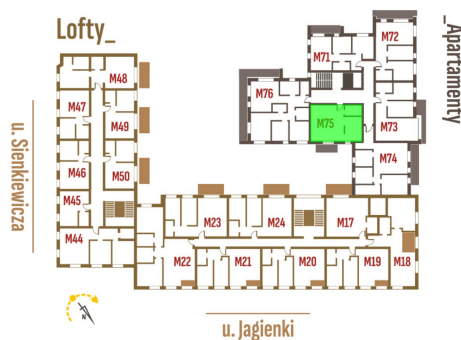 Lofty_
_Apartamenty
M72
M71
M48
M76
M47
M75
M49
M73
M46
M50
M74
M45
M23
M24
M17
M44
M22
M21
M20
M19
M18
u. Sienkiewicza
u. Jagienki
N